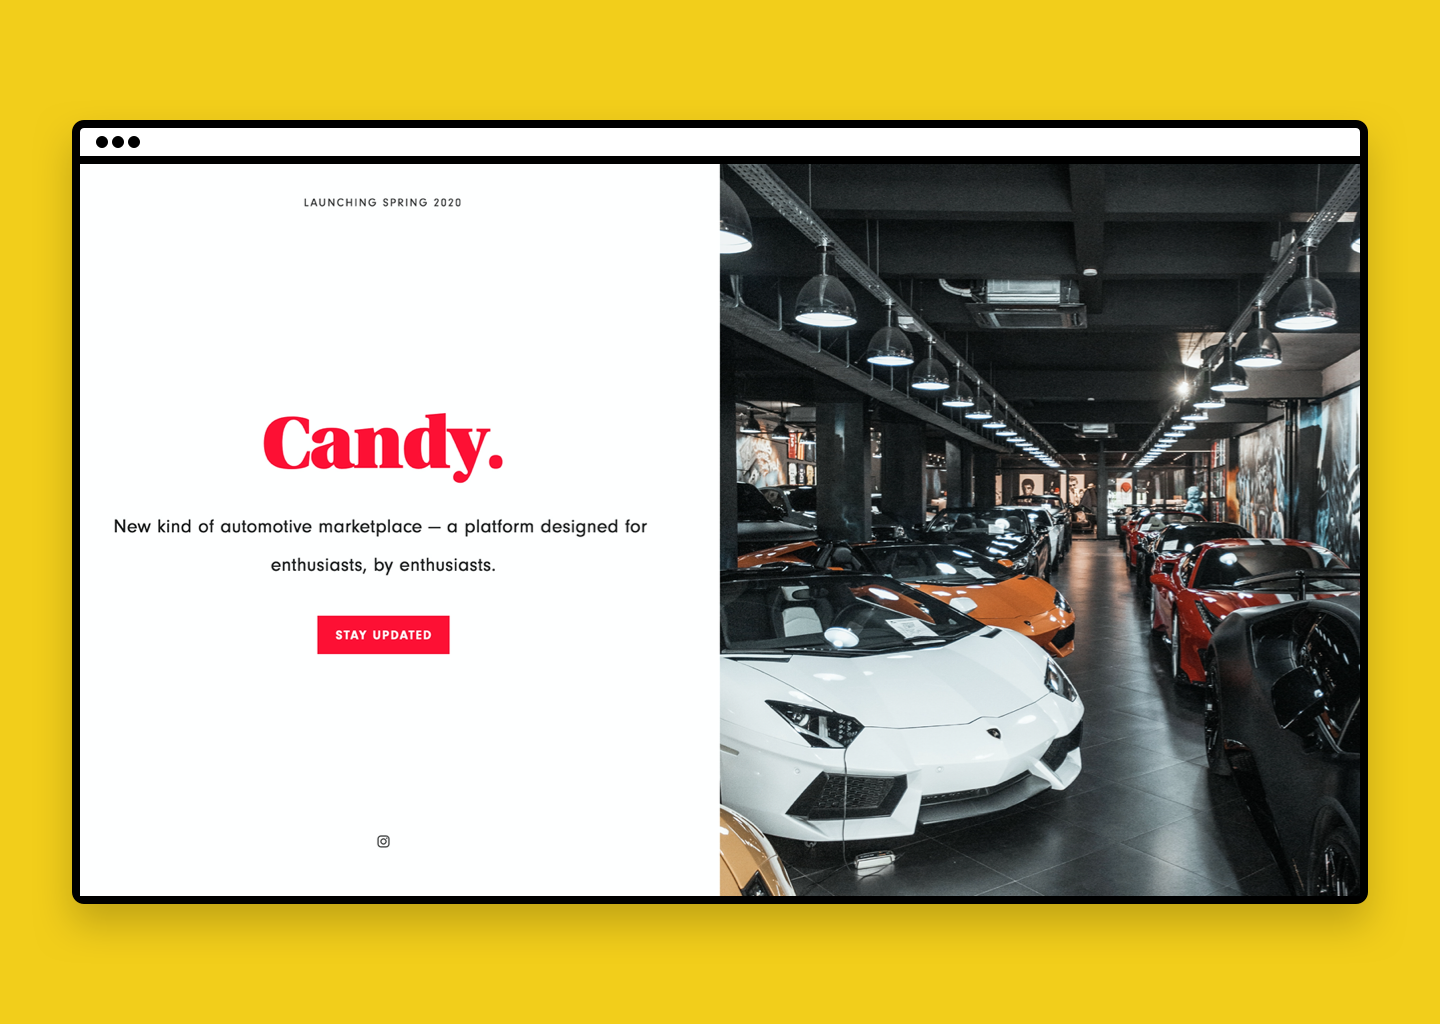 LAUNCHING SPRING 2020
Candy.
New kind of automotive marketplace — a platform designed for
enthusiasts, by enthusiasts.
STAY UPDATED